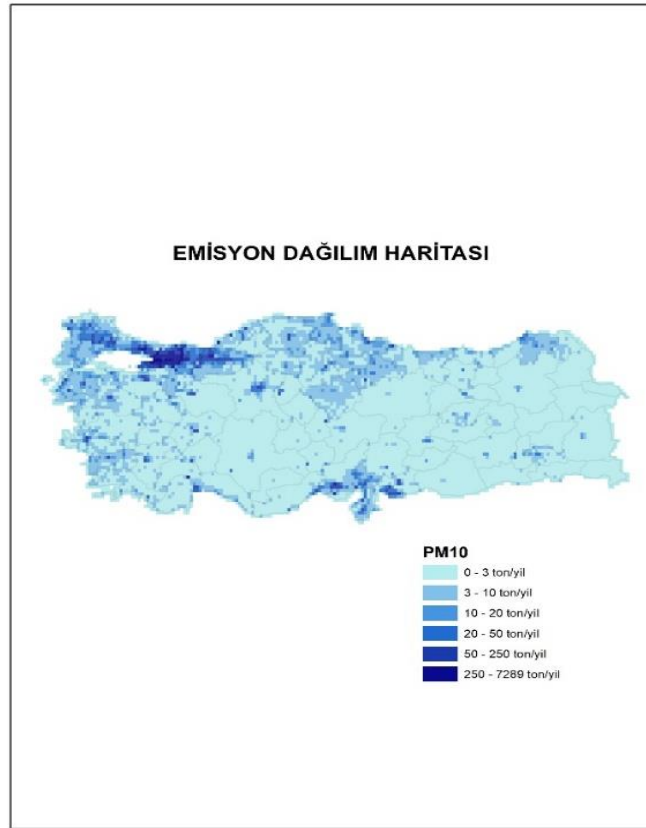 EMİSYON DAĞILIM HARİTASI
PM10
0 - 3 ton/yil
3 - 10 ton/yil
10 - 20 ton/yil
20 - 50 ton/yil
50 - 250 ton/yil
250 - 7289 ton/yil